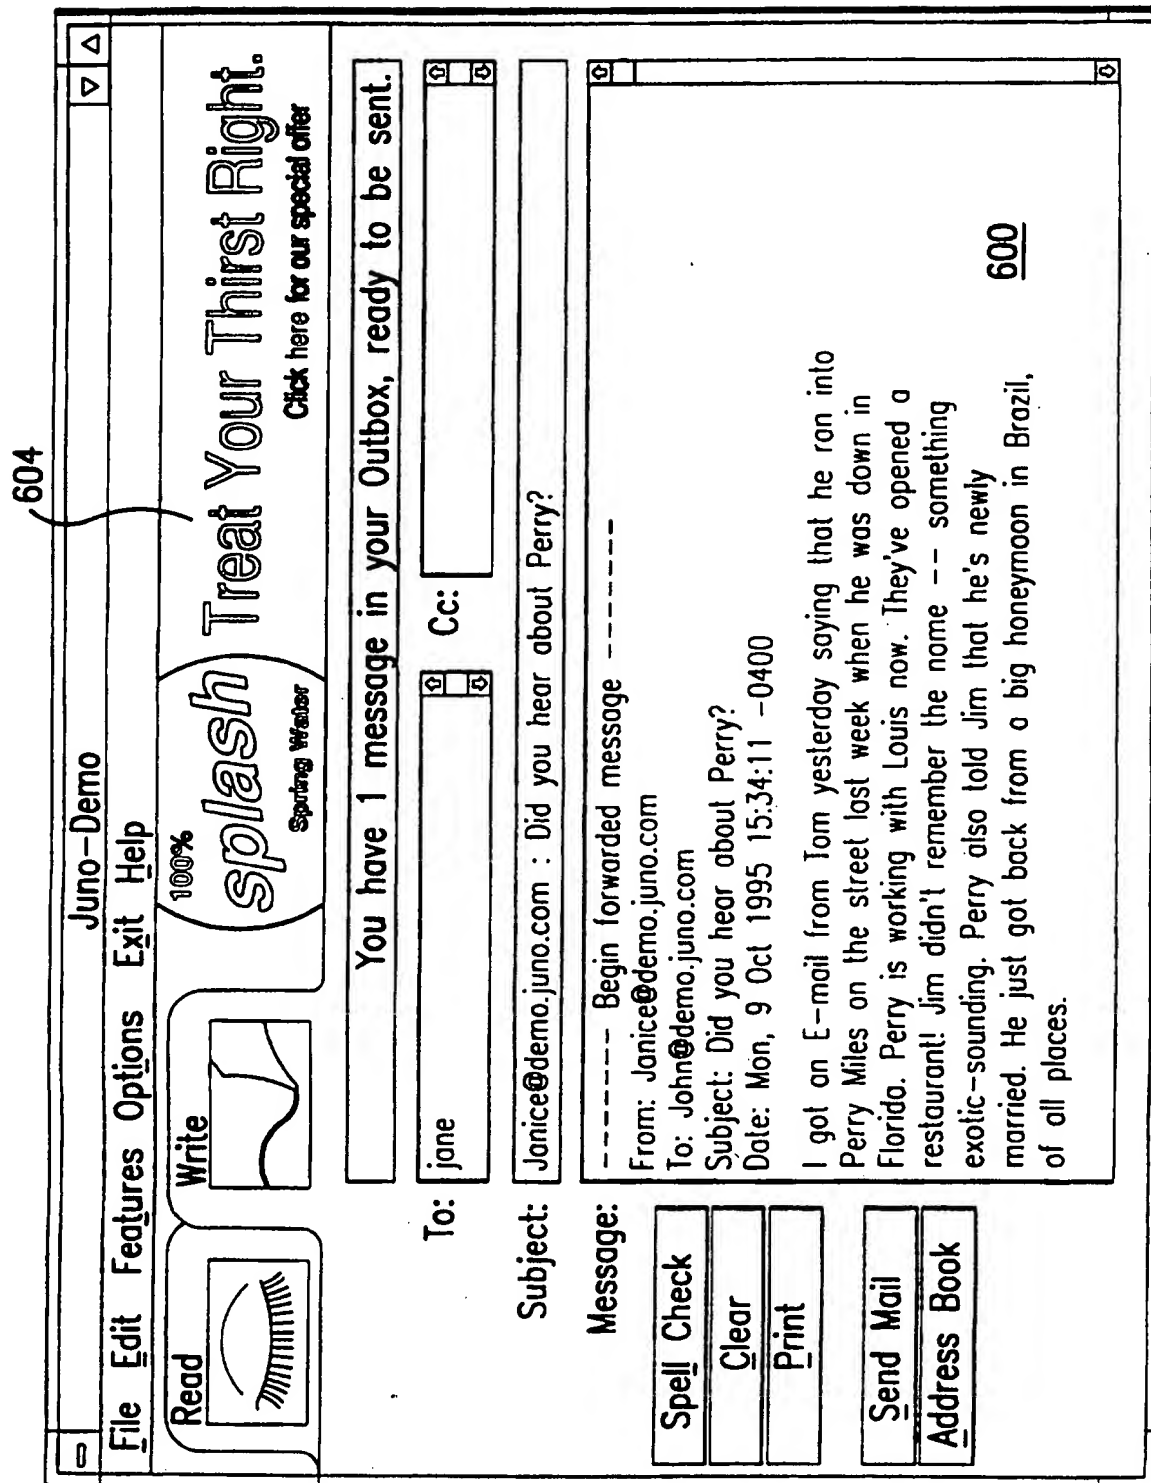 604
Juno-Demo
File Edit Features Options Exit Help
Read
Write
100%
splash
Spring Water
Treat Your Thirst Right.
Click here for our special offer
You have 1 message in your Outbox, ready to be sent.
To: jane
Cc:
Subject: Janice@demo.juno.com : Did you hear about Perry?
Message:
------- Begin forwarded message -------
From: Janice@demo.juno.com
To: John@demo.juno.com
Subject: Did you hear about Perry?
Date: Mon, 9 Oct 1995 15:34:11 -0400
I got an E-mail from Tom yesterday saying that he ran into
Perry Miles on the street last week when he was down in
Florida. Perry is working with Louis now. They've opened a
restaurant! Jim didn't remember the name -- something
exotic-sounding. Perry also told Jim that he's newly
married. He just got back from a big honeymoon in Brazil,
of all places.
600
Spell Check
Clear
Print
Send Mail
Address Book